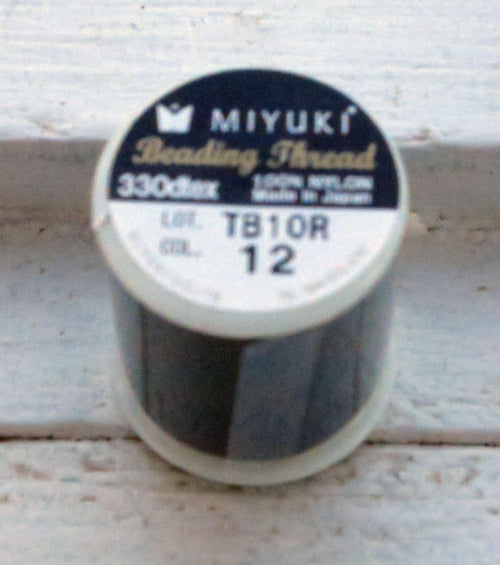 MIYUKI
Beading Thread
330dtex 100% NYLON
Made in Japan
LOT. TB10R
COL. 12